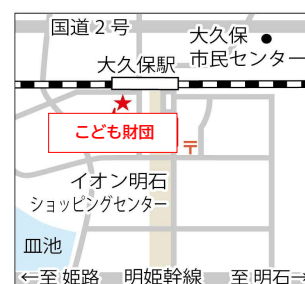 国道２号
大久保
市民センター
大久保駅
こども財団
〒
イオン明石
ショッピングセンター
皿池
←至 姫路
明姫幹線
至 明石→